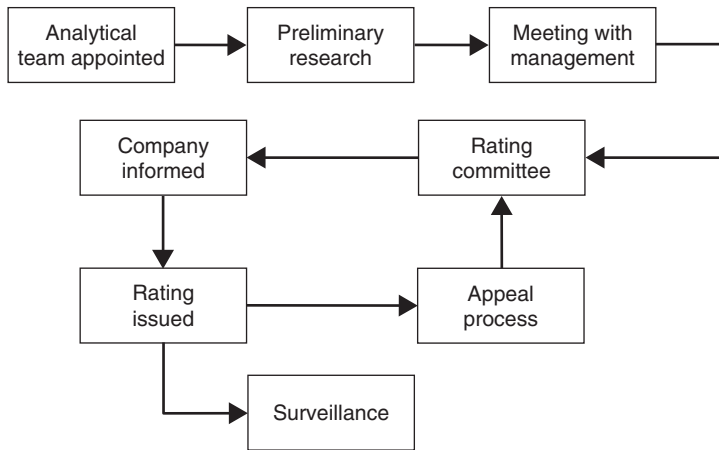 Analytical
team appointed
Preliminary
research
Meeting with
management
Company
informed
Rating
committee
Rating
issued
Appeal
process
Surveillance